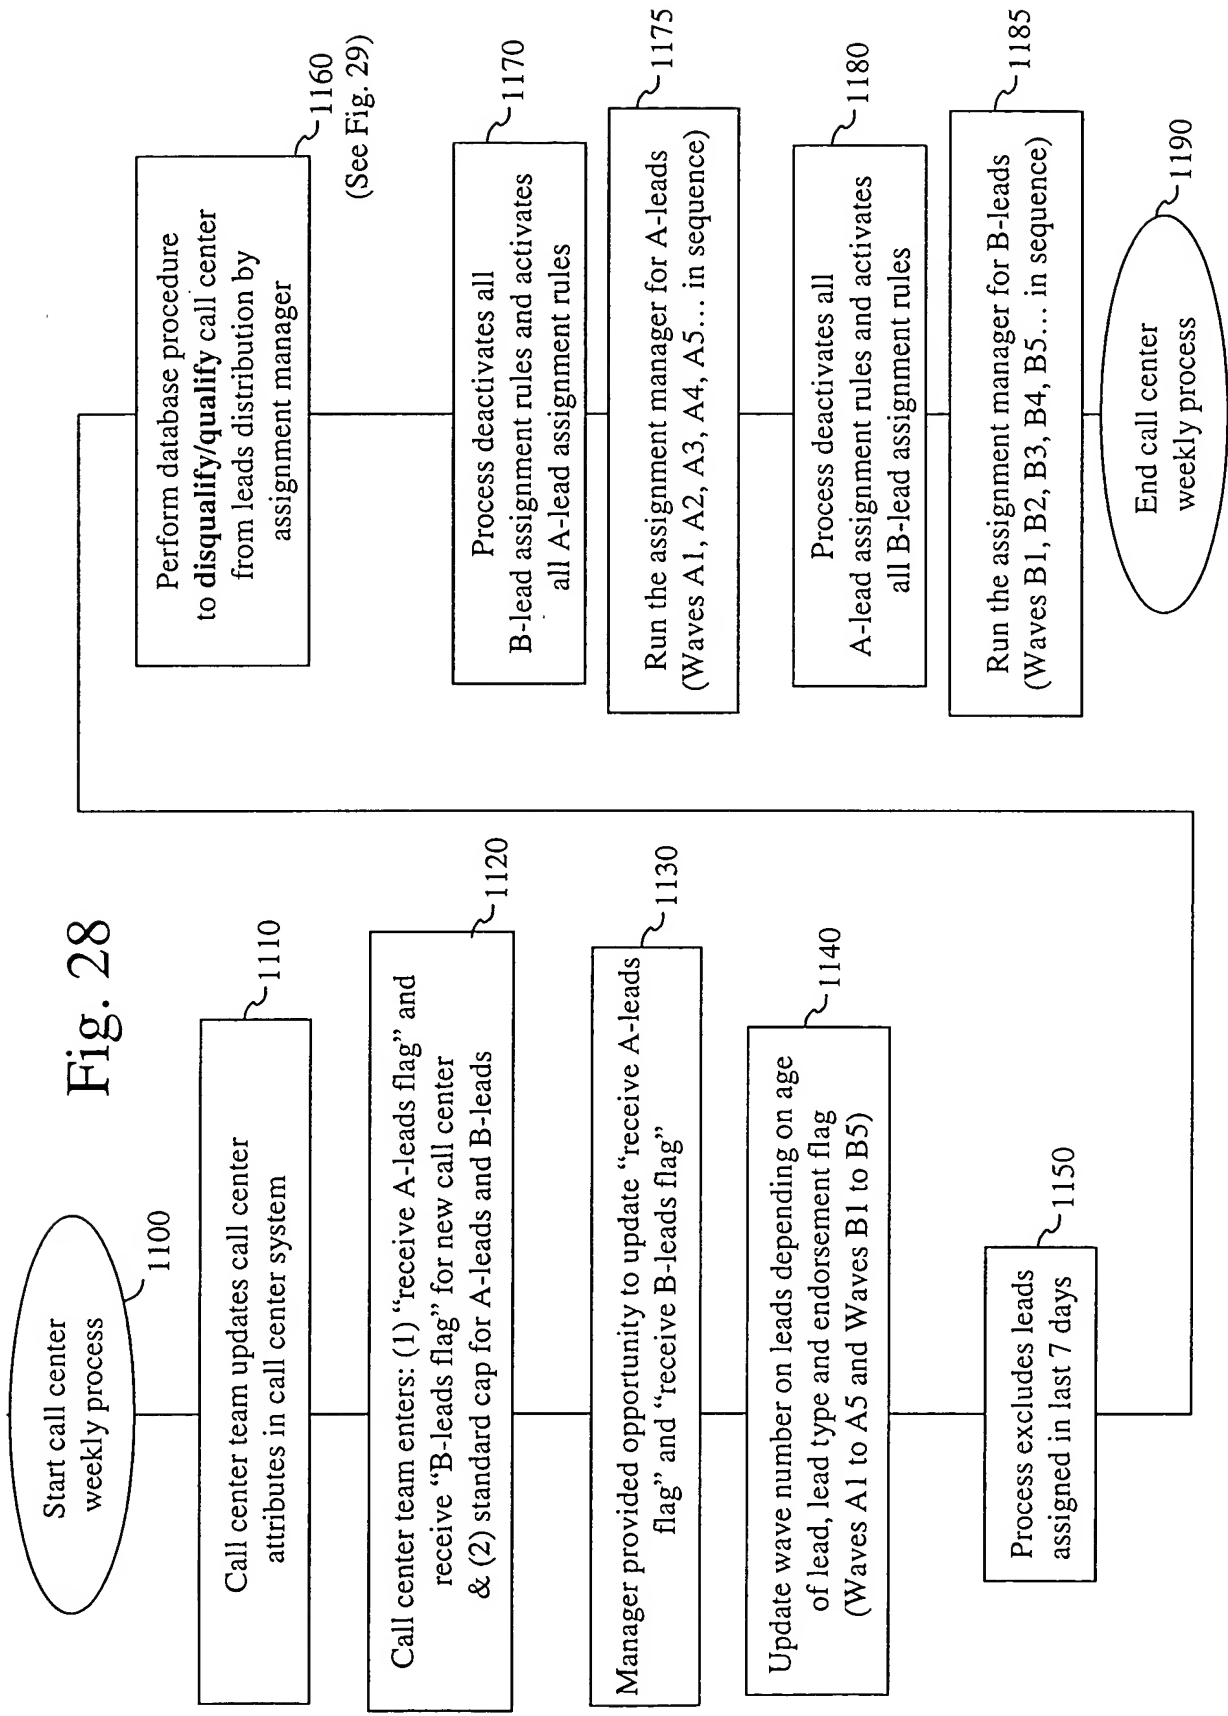 Fig. 28
Start call center
weekly process
1100
Call center team updates call center
attributes in call center system
1110
Call center team enters: (1) “receive A-leads flag” and
receive “B-leads flag” for new call center
& (2) standard cap for A-leads and B-leads
1120
Manager provided opportunity to update “receive A-leads
flag” and “receive B-leads flag”
1130
Update wave number on leads depending on age
of lead, lead type and endorsement flag
(Waves A1 to A5 and Waves B1 to B5)
1140
Process excludes leads
assigned in last 7 days
1150
Perform database procedure
to disqualify/qualify call center
from leads distribution by
assignment manager
1160
(See Fig. 29)
Process deactivates all
B-lead assignment rules and activates
all A-lead assignment rules
1170
Run the assignment manager for A-leads
(Waves A1, A2, A3, A4, A5... in sequence)
1175
Process deactivates all
A-lead assignment rules and activates
all B-lead assignment rules
1180
Run the assignment manager for B-leads
(Waves B1, B2, B3, B4, B5... in sequence)
1185
End call center
weekly process
1190